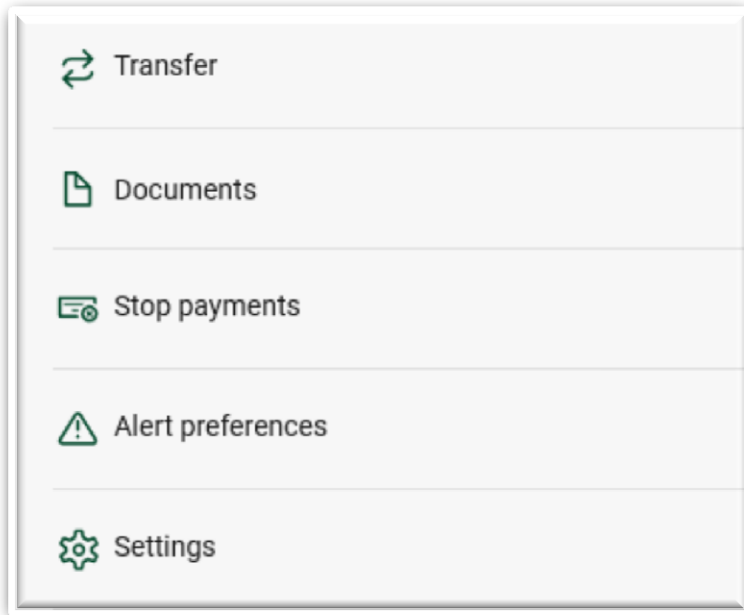 Transfer
Documents
Stop payments
Alert preferences
Settings